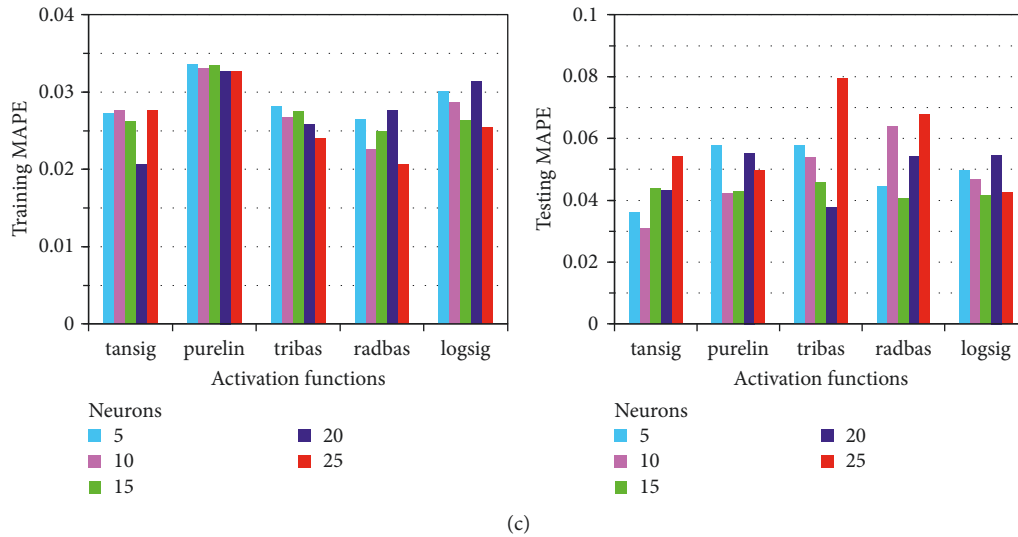 0.04
0.03
0.02
0.01
0
Training MAPE
tansig purelin tribas radbas logsig
Activation functions
Neurons
5 20
10 25
15
0.1
0.08
0.06
0.04
0.02
0
Testing MAPE
tansig purelin tribas radbas logsig
Activation functions
Neurons
5 20
10 25
15
(c)